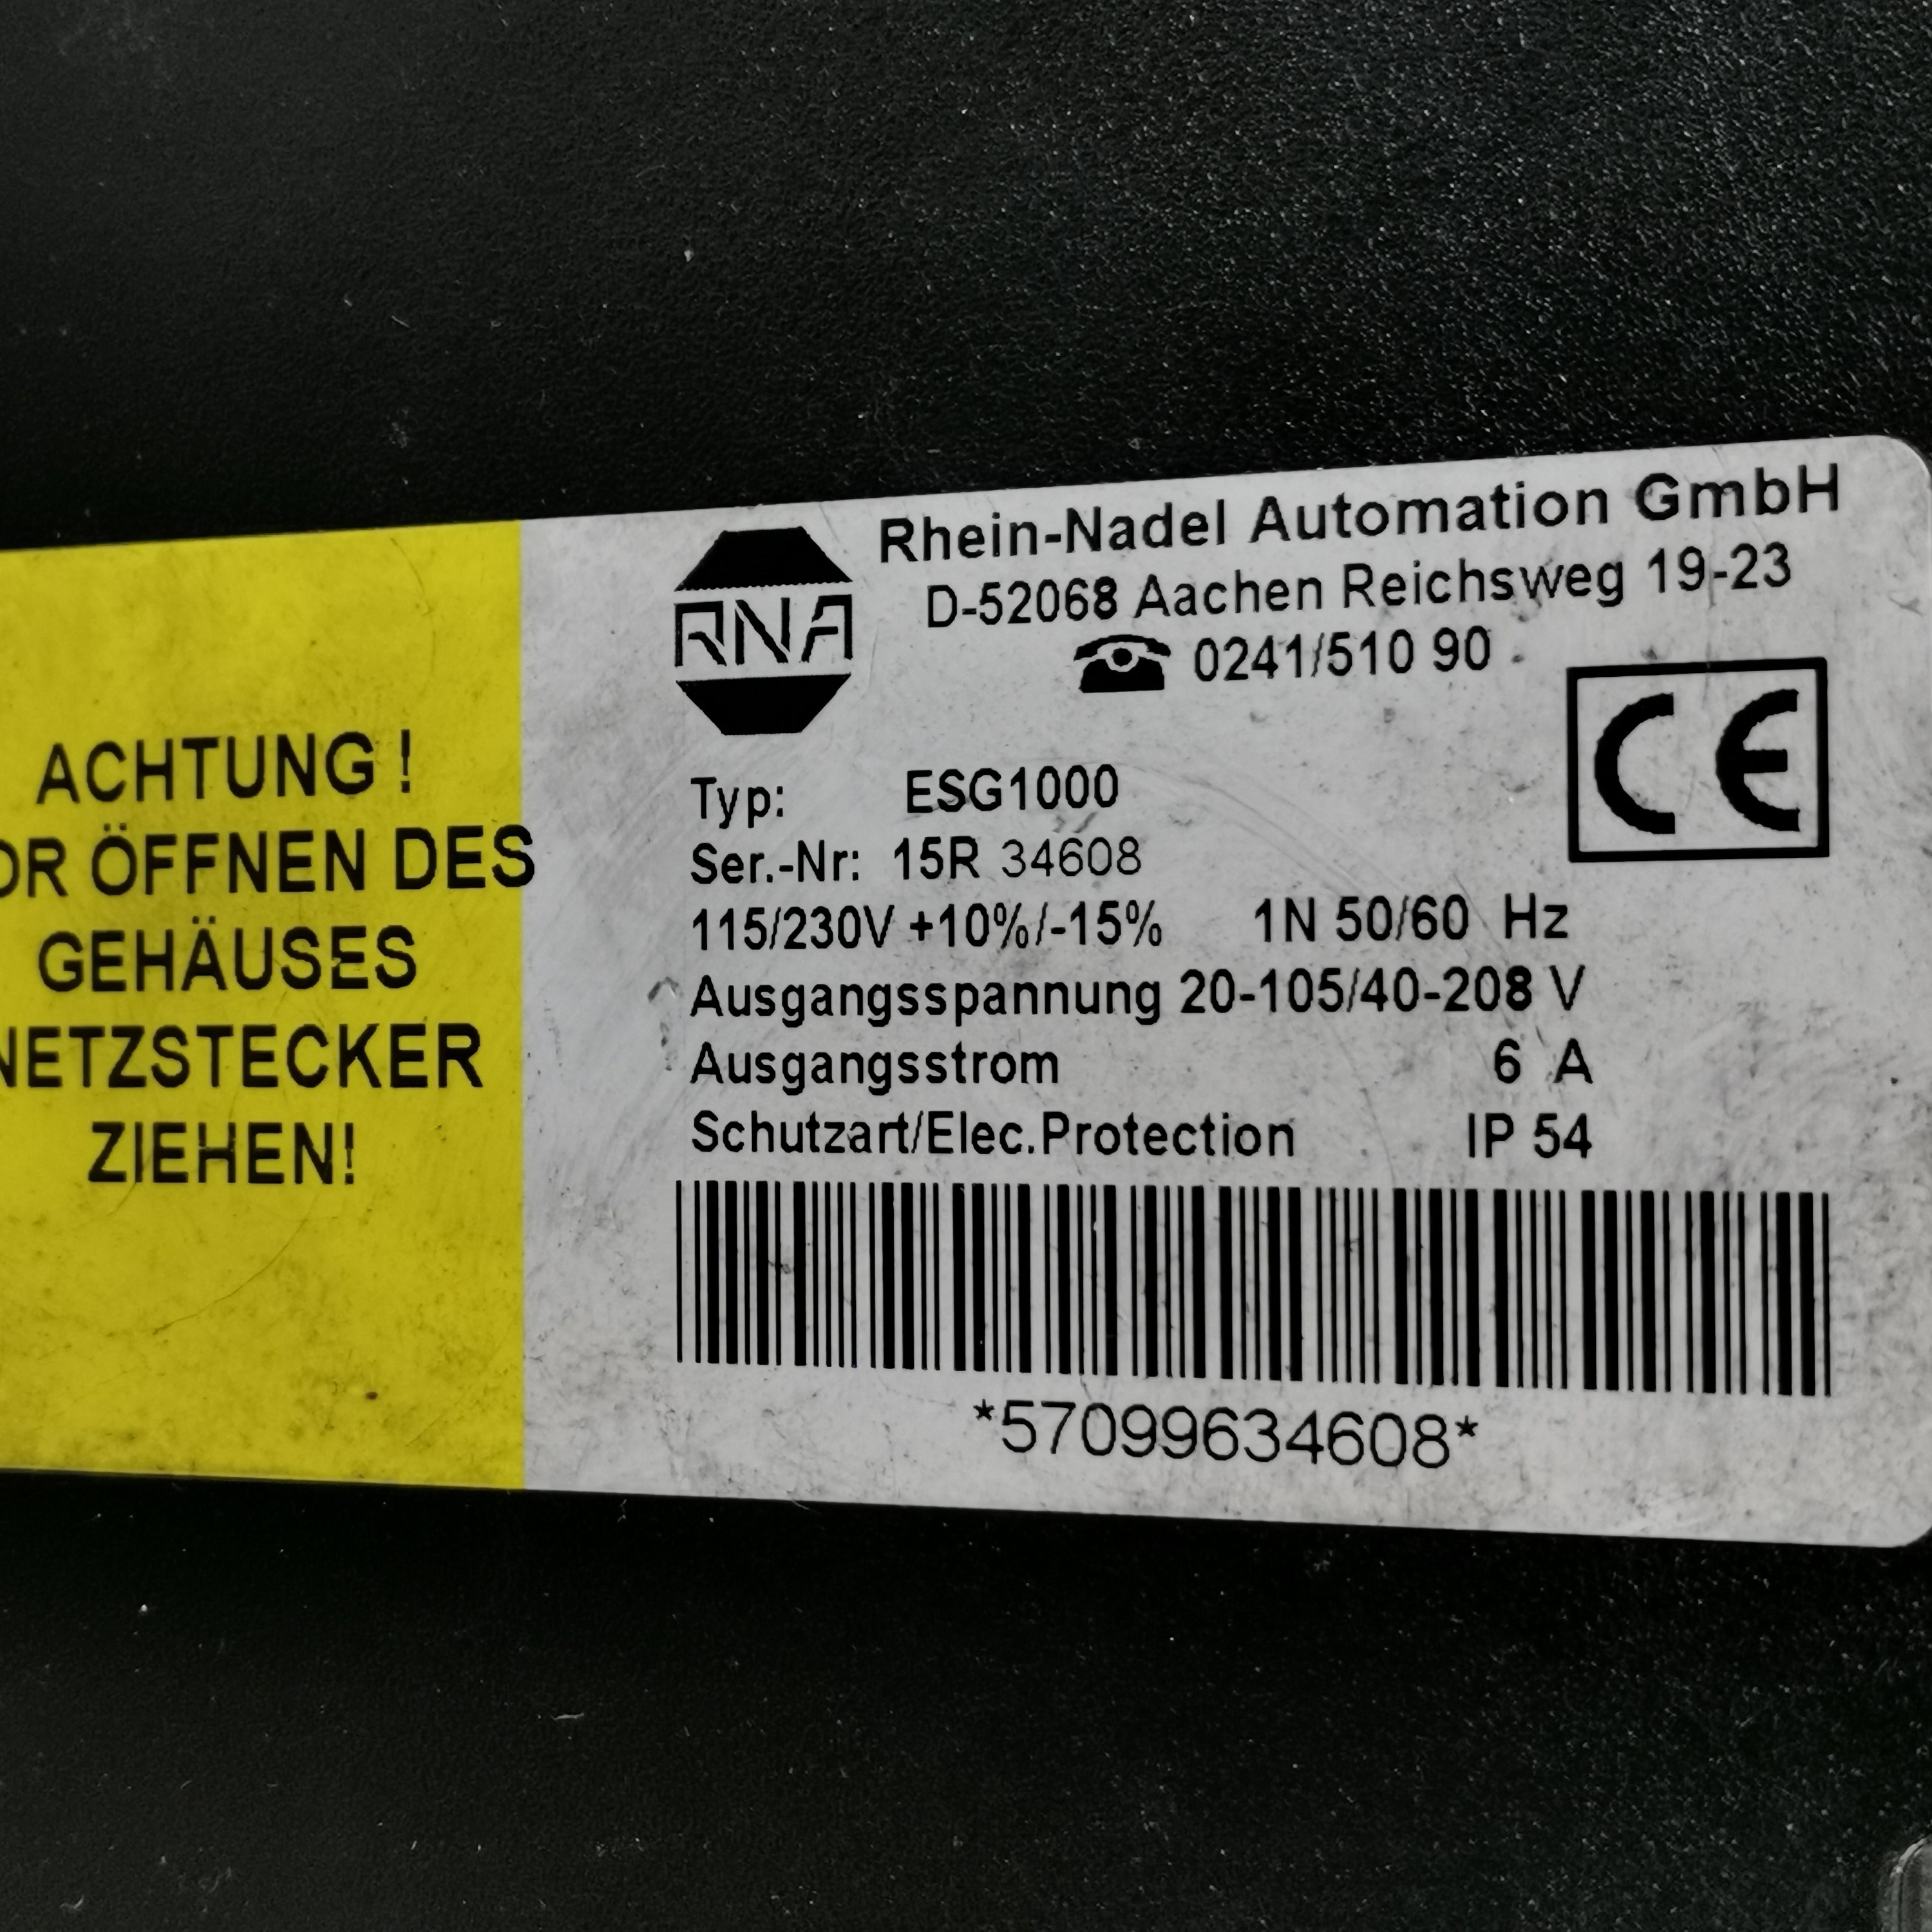 ACHTUNG !
OR ÖFFNEN DES
GEHÄUSES
NETZSTECKER
ZIEHEN!
RNA
Rhein-Nadel Automation GmbH
D-52068 Aachen Reichsweg 19-23
0241/510 90
CE
Typ: ESG1000
Ser.-Nr: 15R 34608
115/230V +10%/-15% 1N 50/60 Hz
Ausgangsspannung 20-105/40-208 V
Ausgangsstrom 6 A
Schutzart/Elec.Protection IP 54
*57099634608*